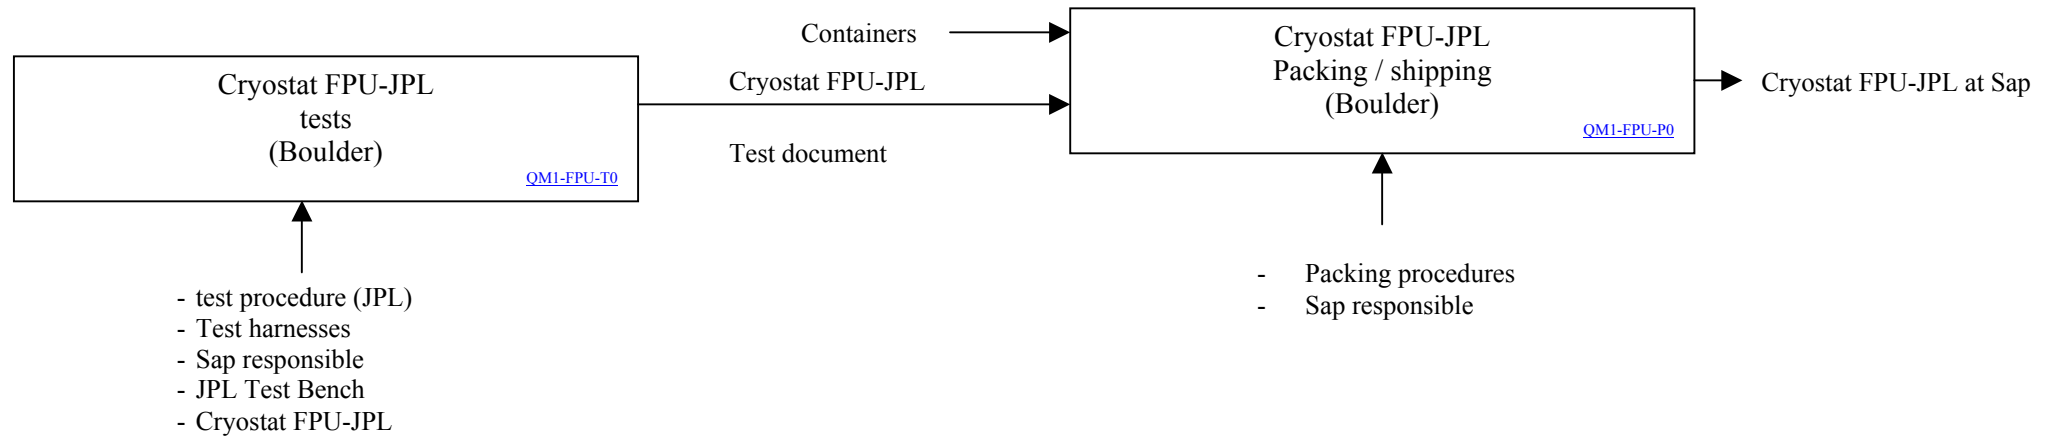 Cryostat FPU-JPL
tests
(Boulder)
QM1-FPU-T0
- test procedure (JPL)
- Test harnesses
- Sap responsible
- JPL Test Bench
- Cryostat FPU-JPL
Containers
Cryostat FPU-JPL
Test document
Cryostat FPU-JPL
Packing / shipping
(Boulder)
QM1-FPU-P0
- Packing procedures
- Sap responsible
Cryostat FPU-JPL at Sap